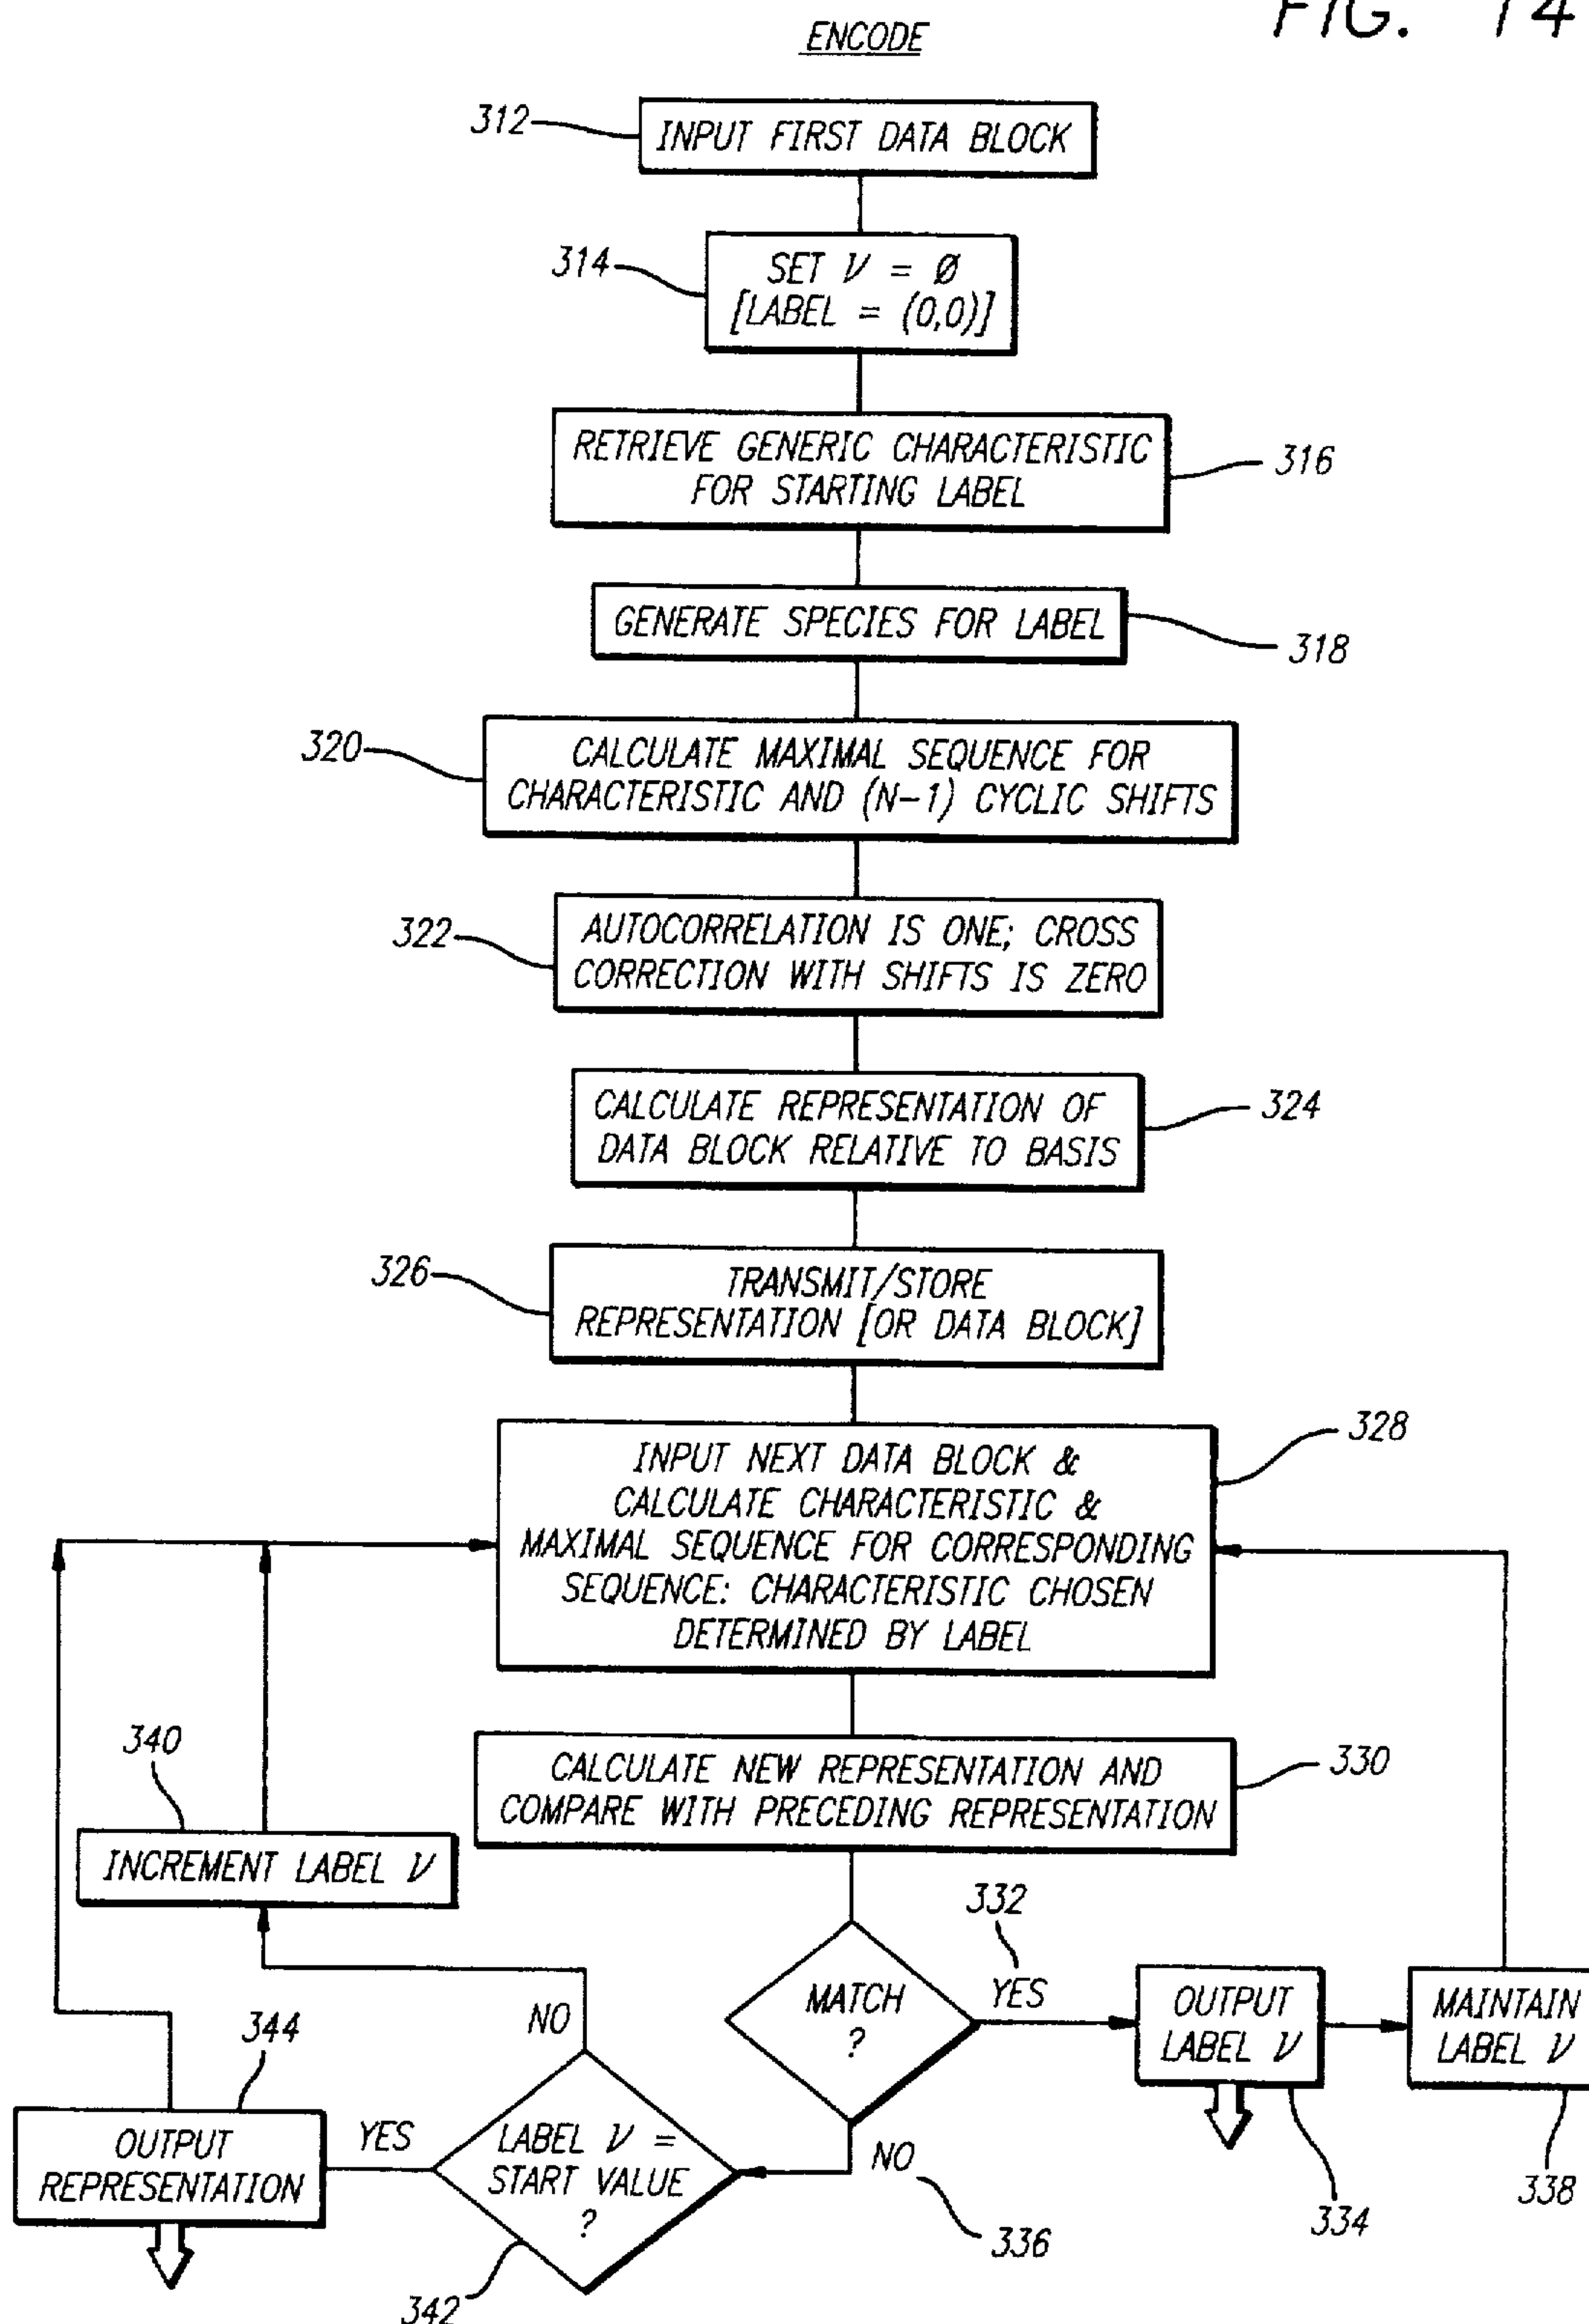 FIG. 14
ENCODE
312
INPUT FIRST DATA BLOCK
314
SET ν = Ø
[LABEL = (0,0)]
RETRIEVE GENERIC CHARACTERISTIC
FOR STARTING LABEL
316
GENERATE SPECIES FOR LABEL
318
320
CALCULATE MAXIMAL SEQUENCE FOR
CHARACTERISTIC AND (N-1) CYCLIC SHIFTS
322
AUTOCORRELATION IS ONE; CROSS
CORRECTION WITH SHIFTS IS ZERO
CALCULATE REPRESENTATION OF
DATA BLOCK RELATIVE TO BASIS
324
326
TRANSMIT/STORE
REPRESENTATION [OR DATA BLOCK]
328
INPUT NEXT DATA BLOCK &
CALCULATE CHARACTERISTIC &
MAXIMAL SEQUENCE FOR CORRESPONDING
SEQUENCE: CHARACTERISTIC CHOSEN
DETERMINED BY LABEL
340
CALCULATE NEW REPRESENTATION AND
COMPARE WITH PRECEDING REPRESENTATION
330
INCREMENT LABEL ν
332
MATCH
?
YES
OUTPUT
LABEL ν
MAINTAIN
LABEL ν
NO
344
OUTPUT
REPRESENTATION
YES
LABEL ν =
START VALUE
?
NO
336
334
338
342